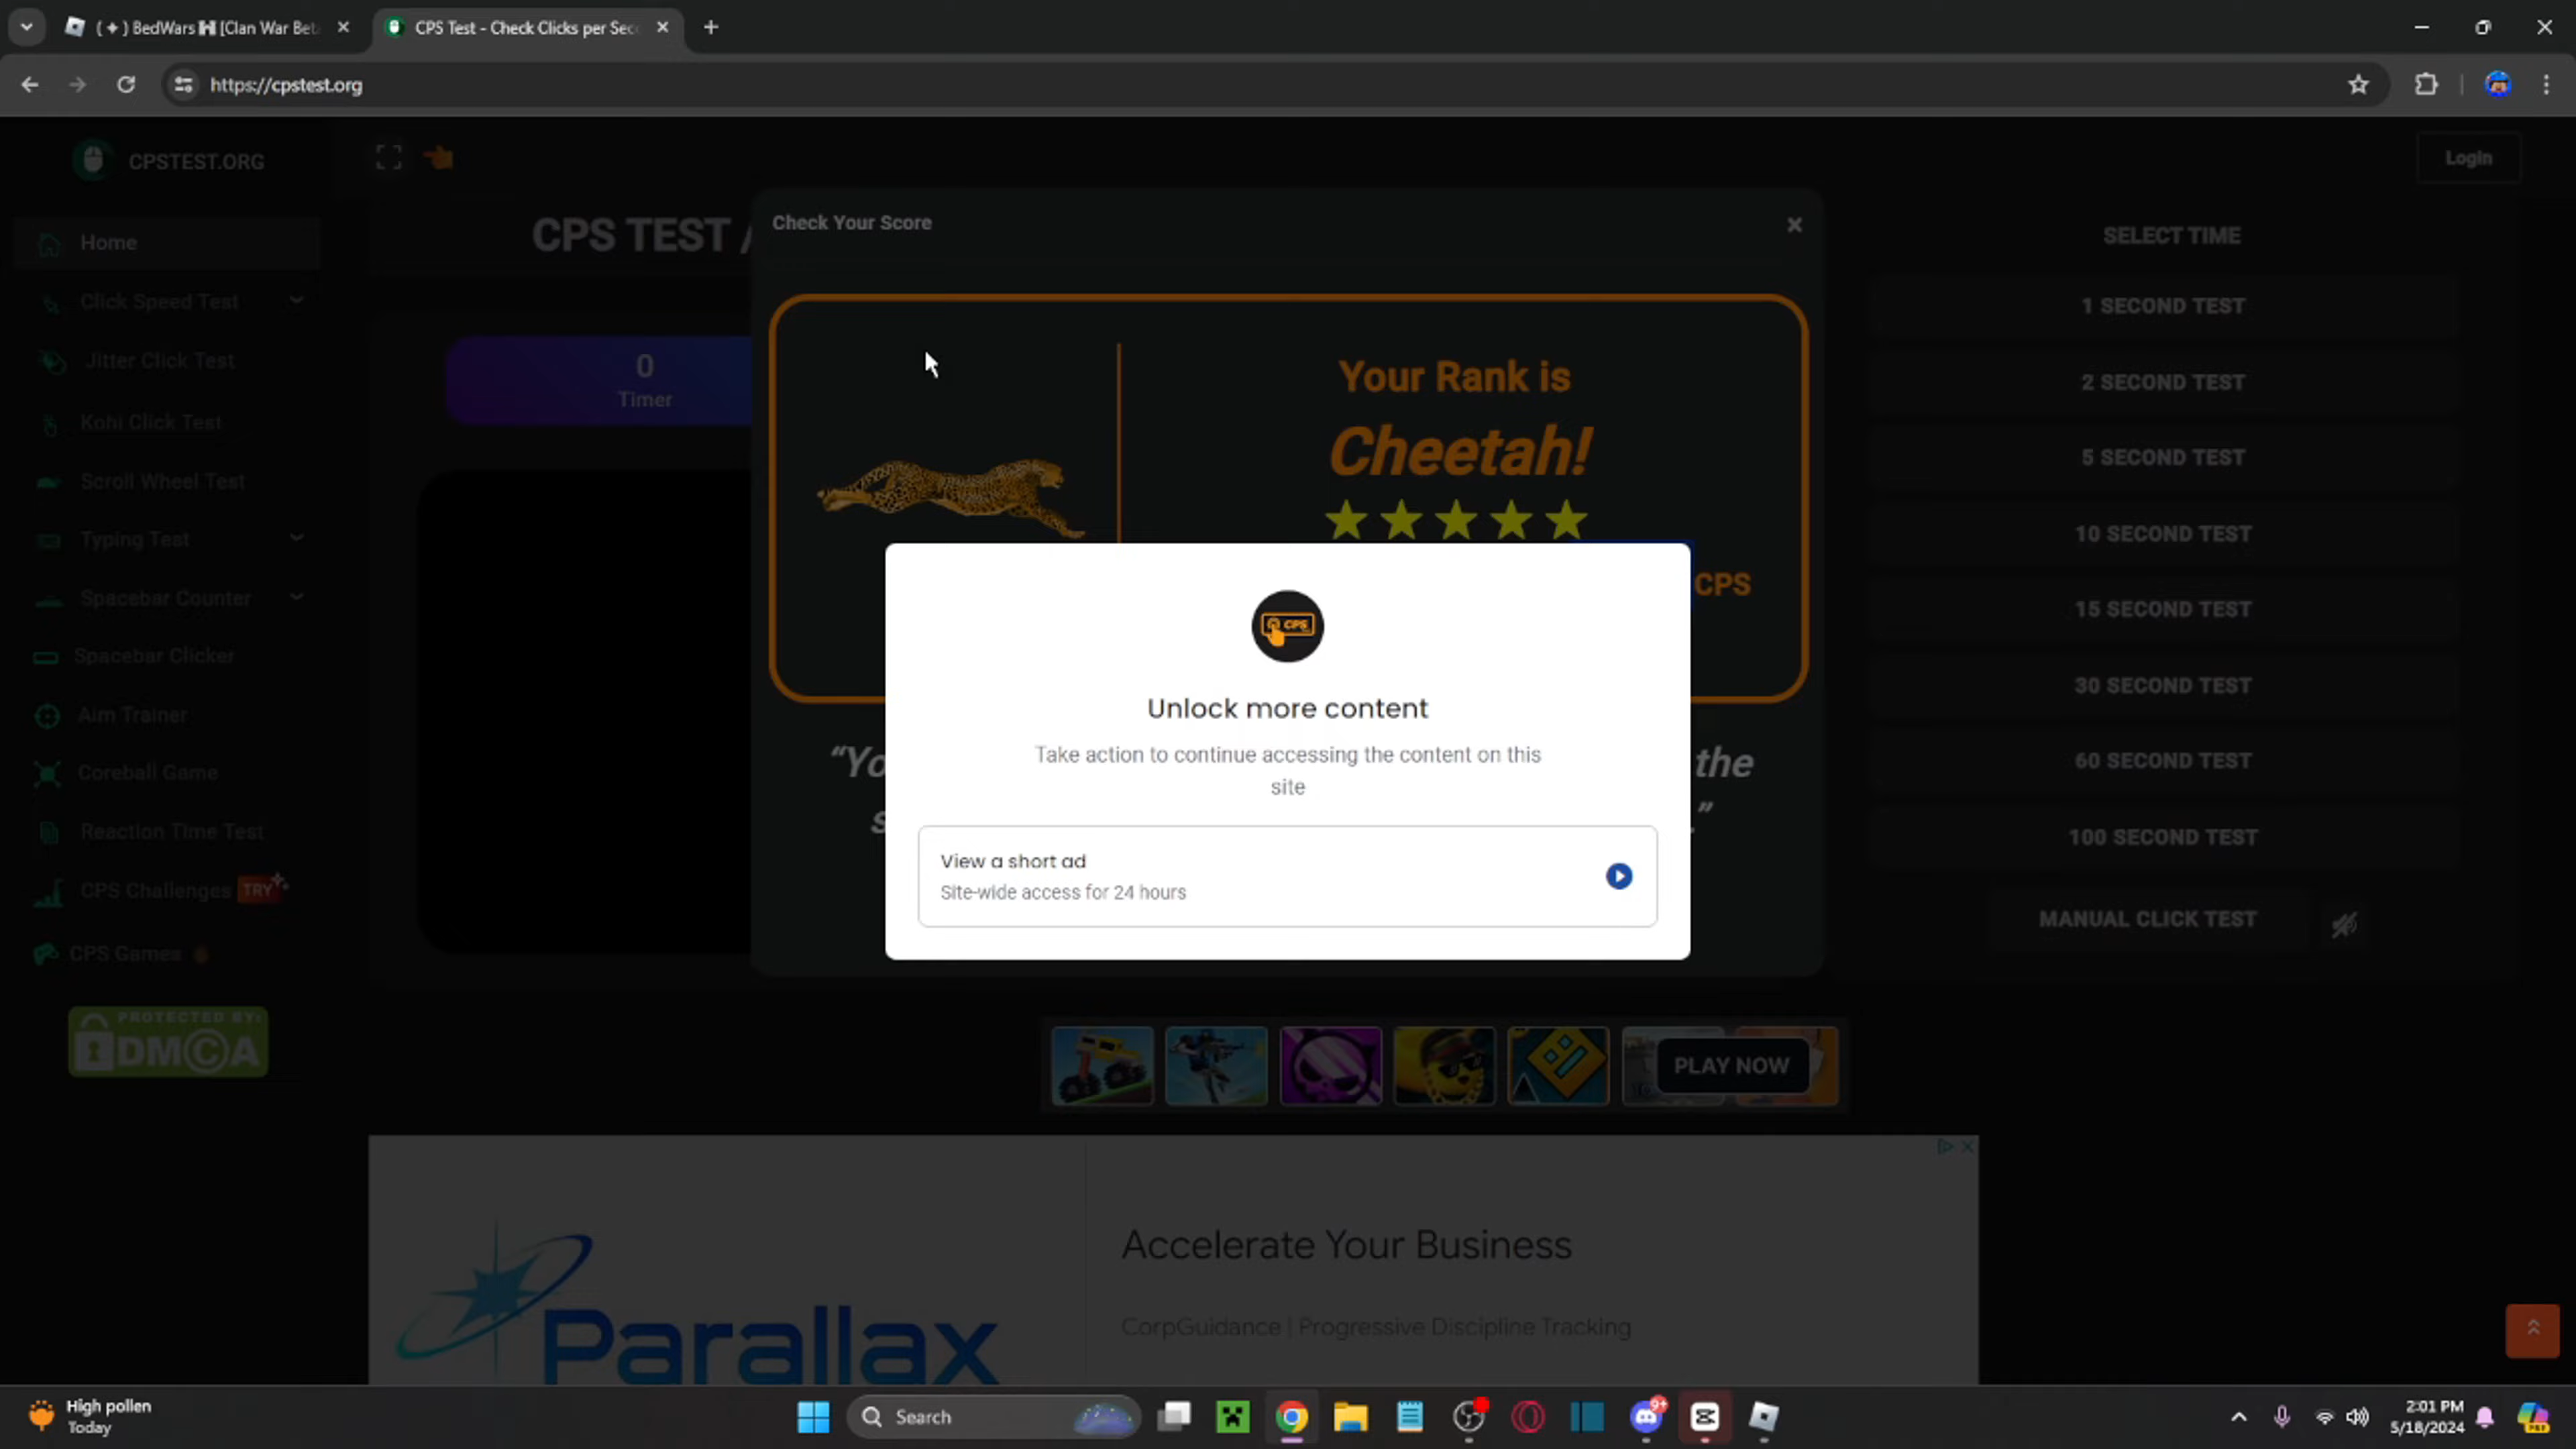 ( ✦ ) BedWars [Clan War Bet
CPS Test - Check Clicks per Seco
https://cpstest.org
CPSTEST.ORG
Login
Home
Click Speed Test
Jitter Click Test
Kohi Click Test
Scroll Wheel Test
Typing Test
Spacebar Counter
Spacebar Clicker
Aim Trainer
Coreball Game
Reaction Time Test
CPS Challenges TRY
CPS Games
PROTECTED BY:
DMCA
CPS TEST /
0
Timer
Check Your Score
Your Rank is
Cheetah!
CPS
“Yo
the
s
.”
CPS
Unlock more content
Take action to continue accessing the content on this
site
View a short ad
Site-wide access for 24 hours
SELECT TIME
1 SECOND TEST
2 SECOND TEST
5 SECOND TEST
10 SECOND TEST
15 SECOND TEST
30 SECOND TEST
60 SECOND TEST
100 SECOND TEST
MANUAL CLICK TEST
PLAY NOW
Parallax
Accelerate Your Business
CorpGuidance | Progressive Discipline Tracking
High pollen
Today
Search
9+
2:01 PM
5/18/2024